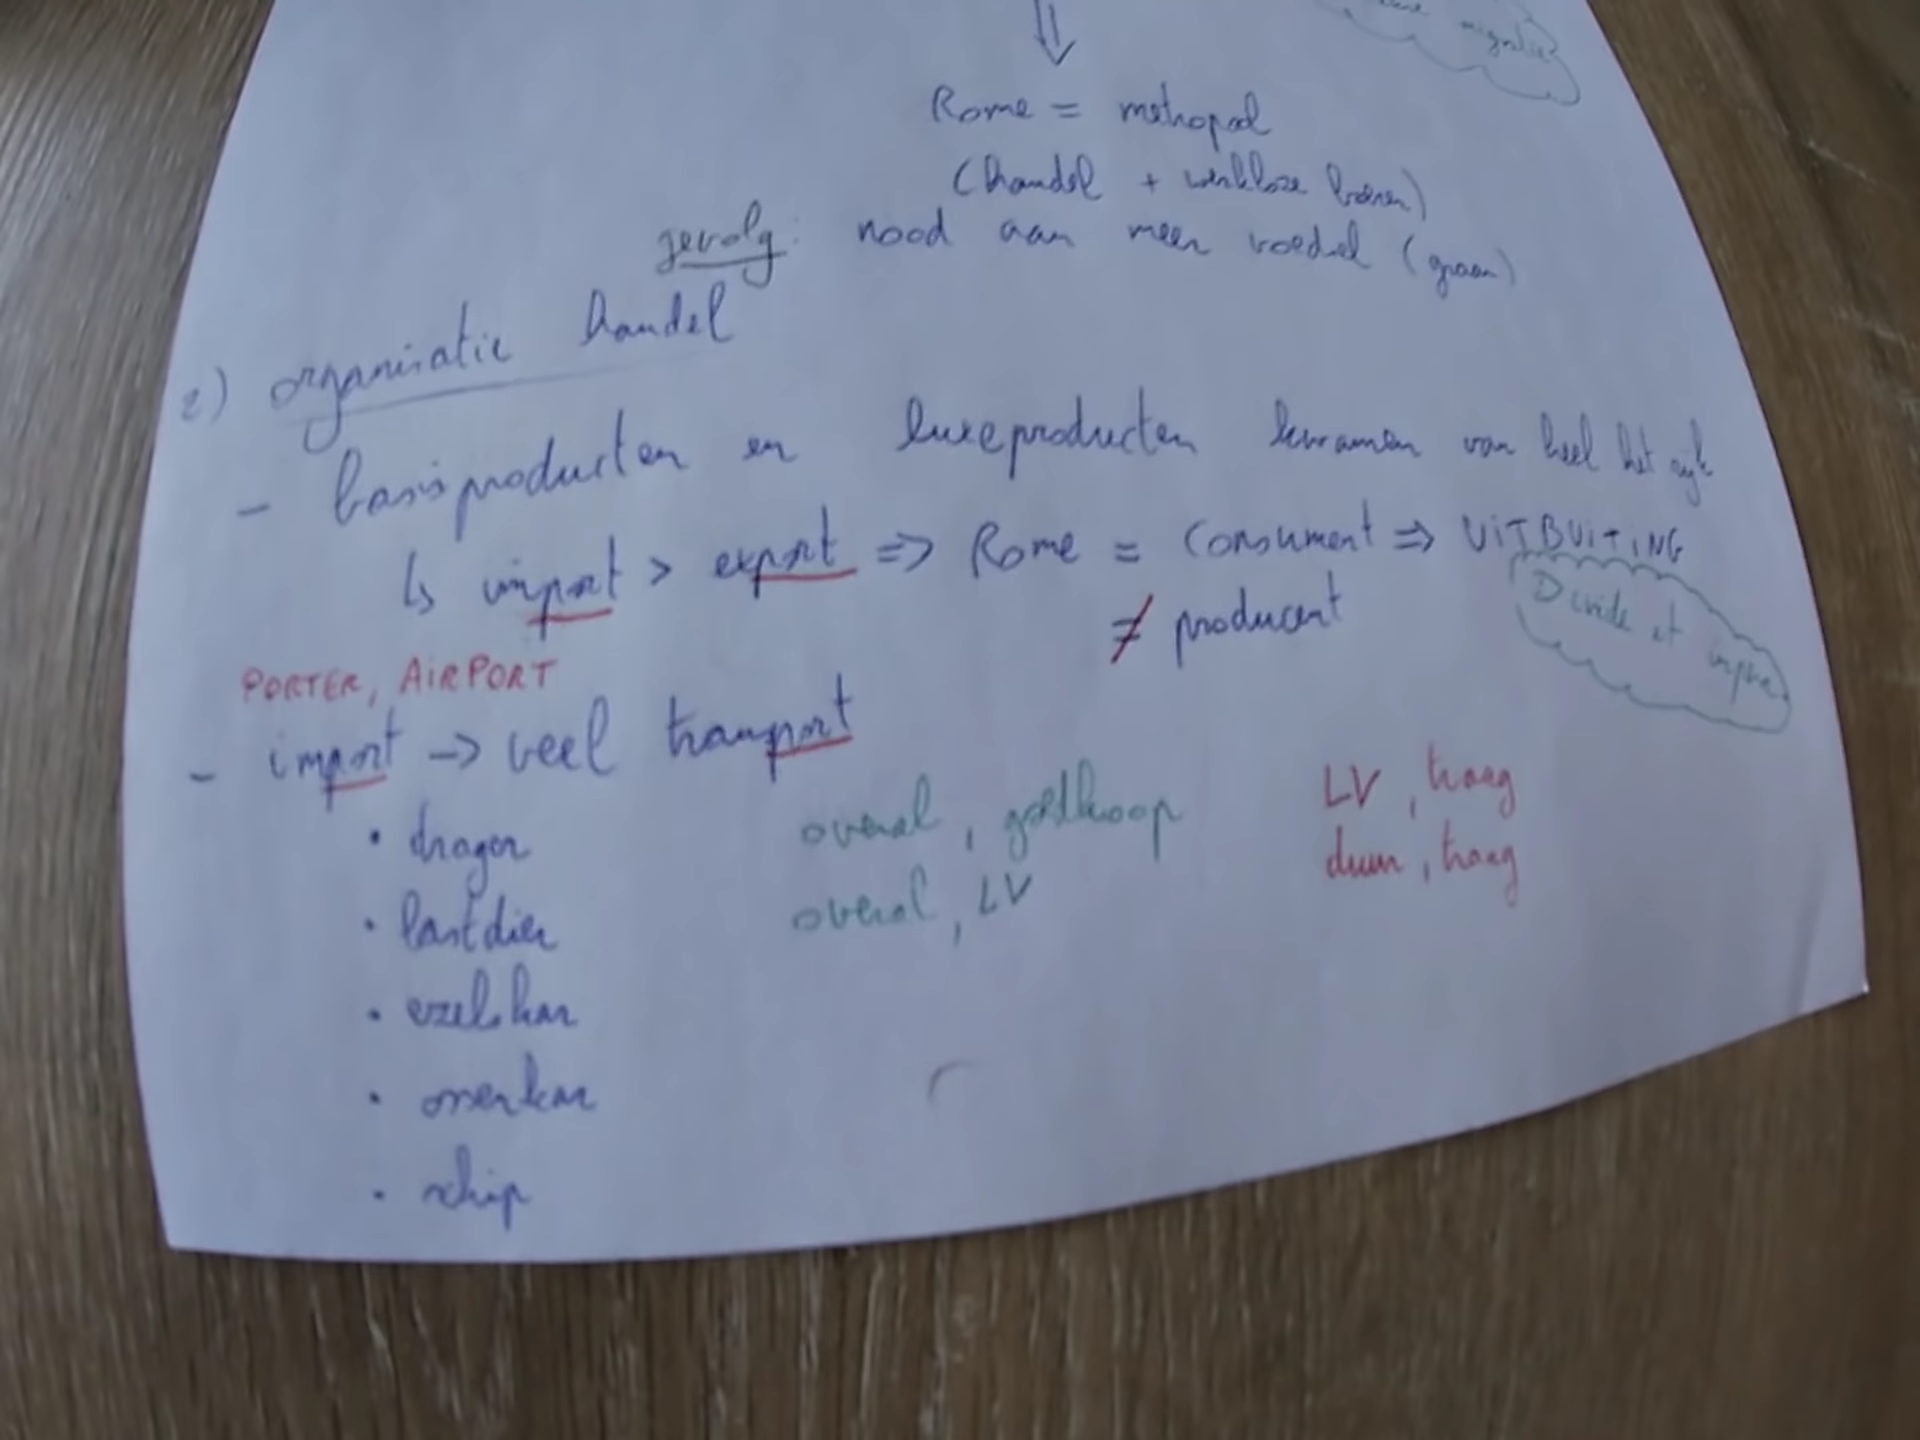 migratie
⇓
Rome = metropool
(handel + werkloze boeren)
gevolg: nood aan meer voedsel (graan)
2) organisatie handel
- basisproducten en luxeproducten kwamen van heel het rijk
↳ import > export => Rome = consument => UITBUITING
≠ producent
Divide et impera
PORTER, AIRPORT
- import -> veel transport
• drager overal, goedkoop LV, traag
• lastdier overal, LV duur, traag
• ezelskar
• ossenkar
• schip